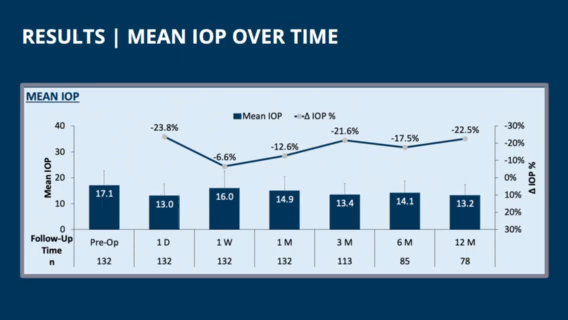 RESULTS | MEAN IOP OVER TIME
MEAN IOP
Mean IOP Δ IOP %
-23.8% -6.6% -12.6% -21.6% -17.5% -22.5%
40 30 20 10 0
Mean IOP
-30% -20% -10% 0% 10% 20% 30%
Δ IOP %
17.1 13.0 16.0 14.9 13.4 14.1 13.2
Follow-Up Time Pre-Op 1 D 1 W 1 M 3 M 6 M 12 M
n 132 132 132 132 113 85 78